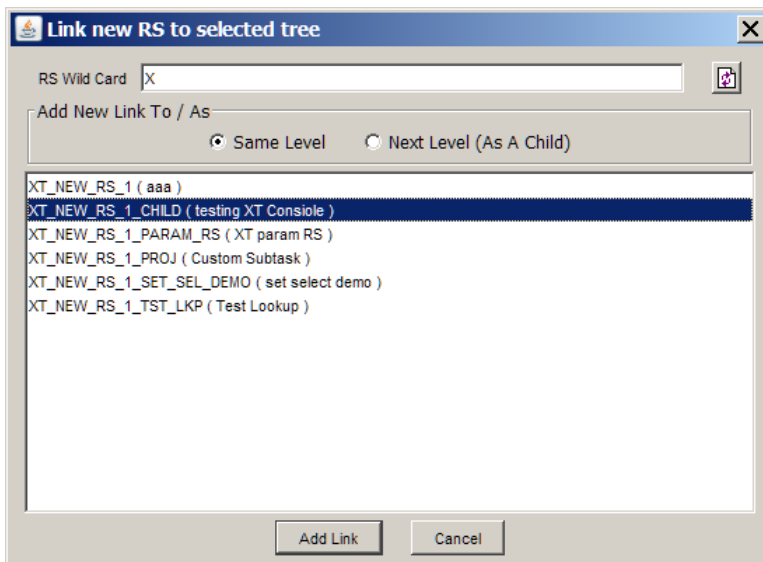 Link new RS to selected tree
RS Wild Card X
Add New Link To / As
Same Level Next Level (As A Child)
XT_NEW_RS_1 ( aaa )
XT_NEW_RS_1_CHILD ( testing XT Consiole )
XT_NEW_RS_1_PARAM_RS ( XT param RS )
XT_NEW_RS_1_PROJ ( Custom Subtask )
XT_NEW_RS_1_SET_SEL_DEMO ( set select demo )
XT_NEW_RS_1_TST_LKP ( Test Lookup )
Add Link Cancel